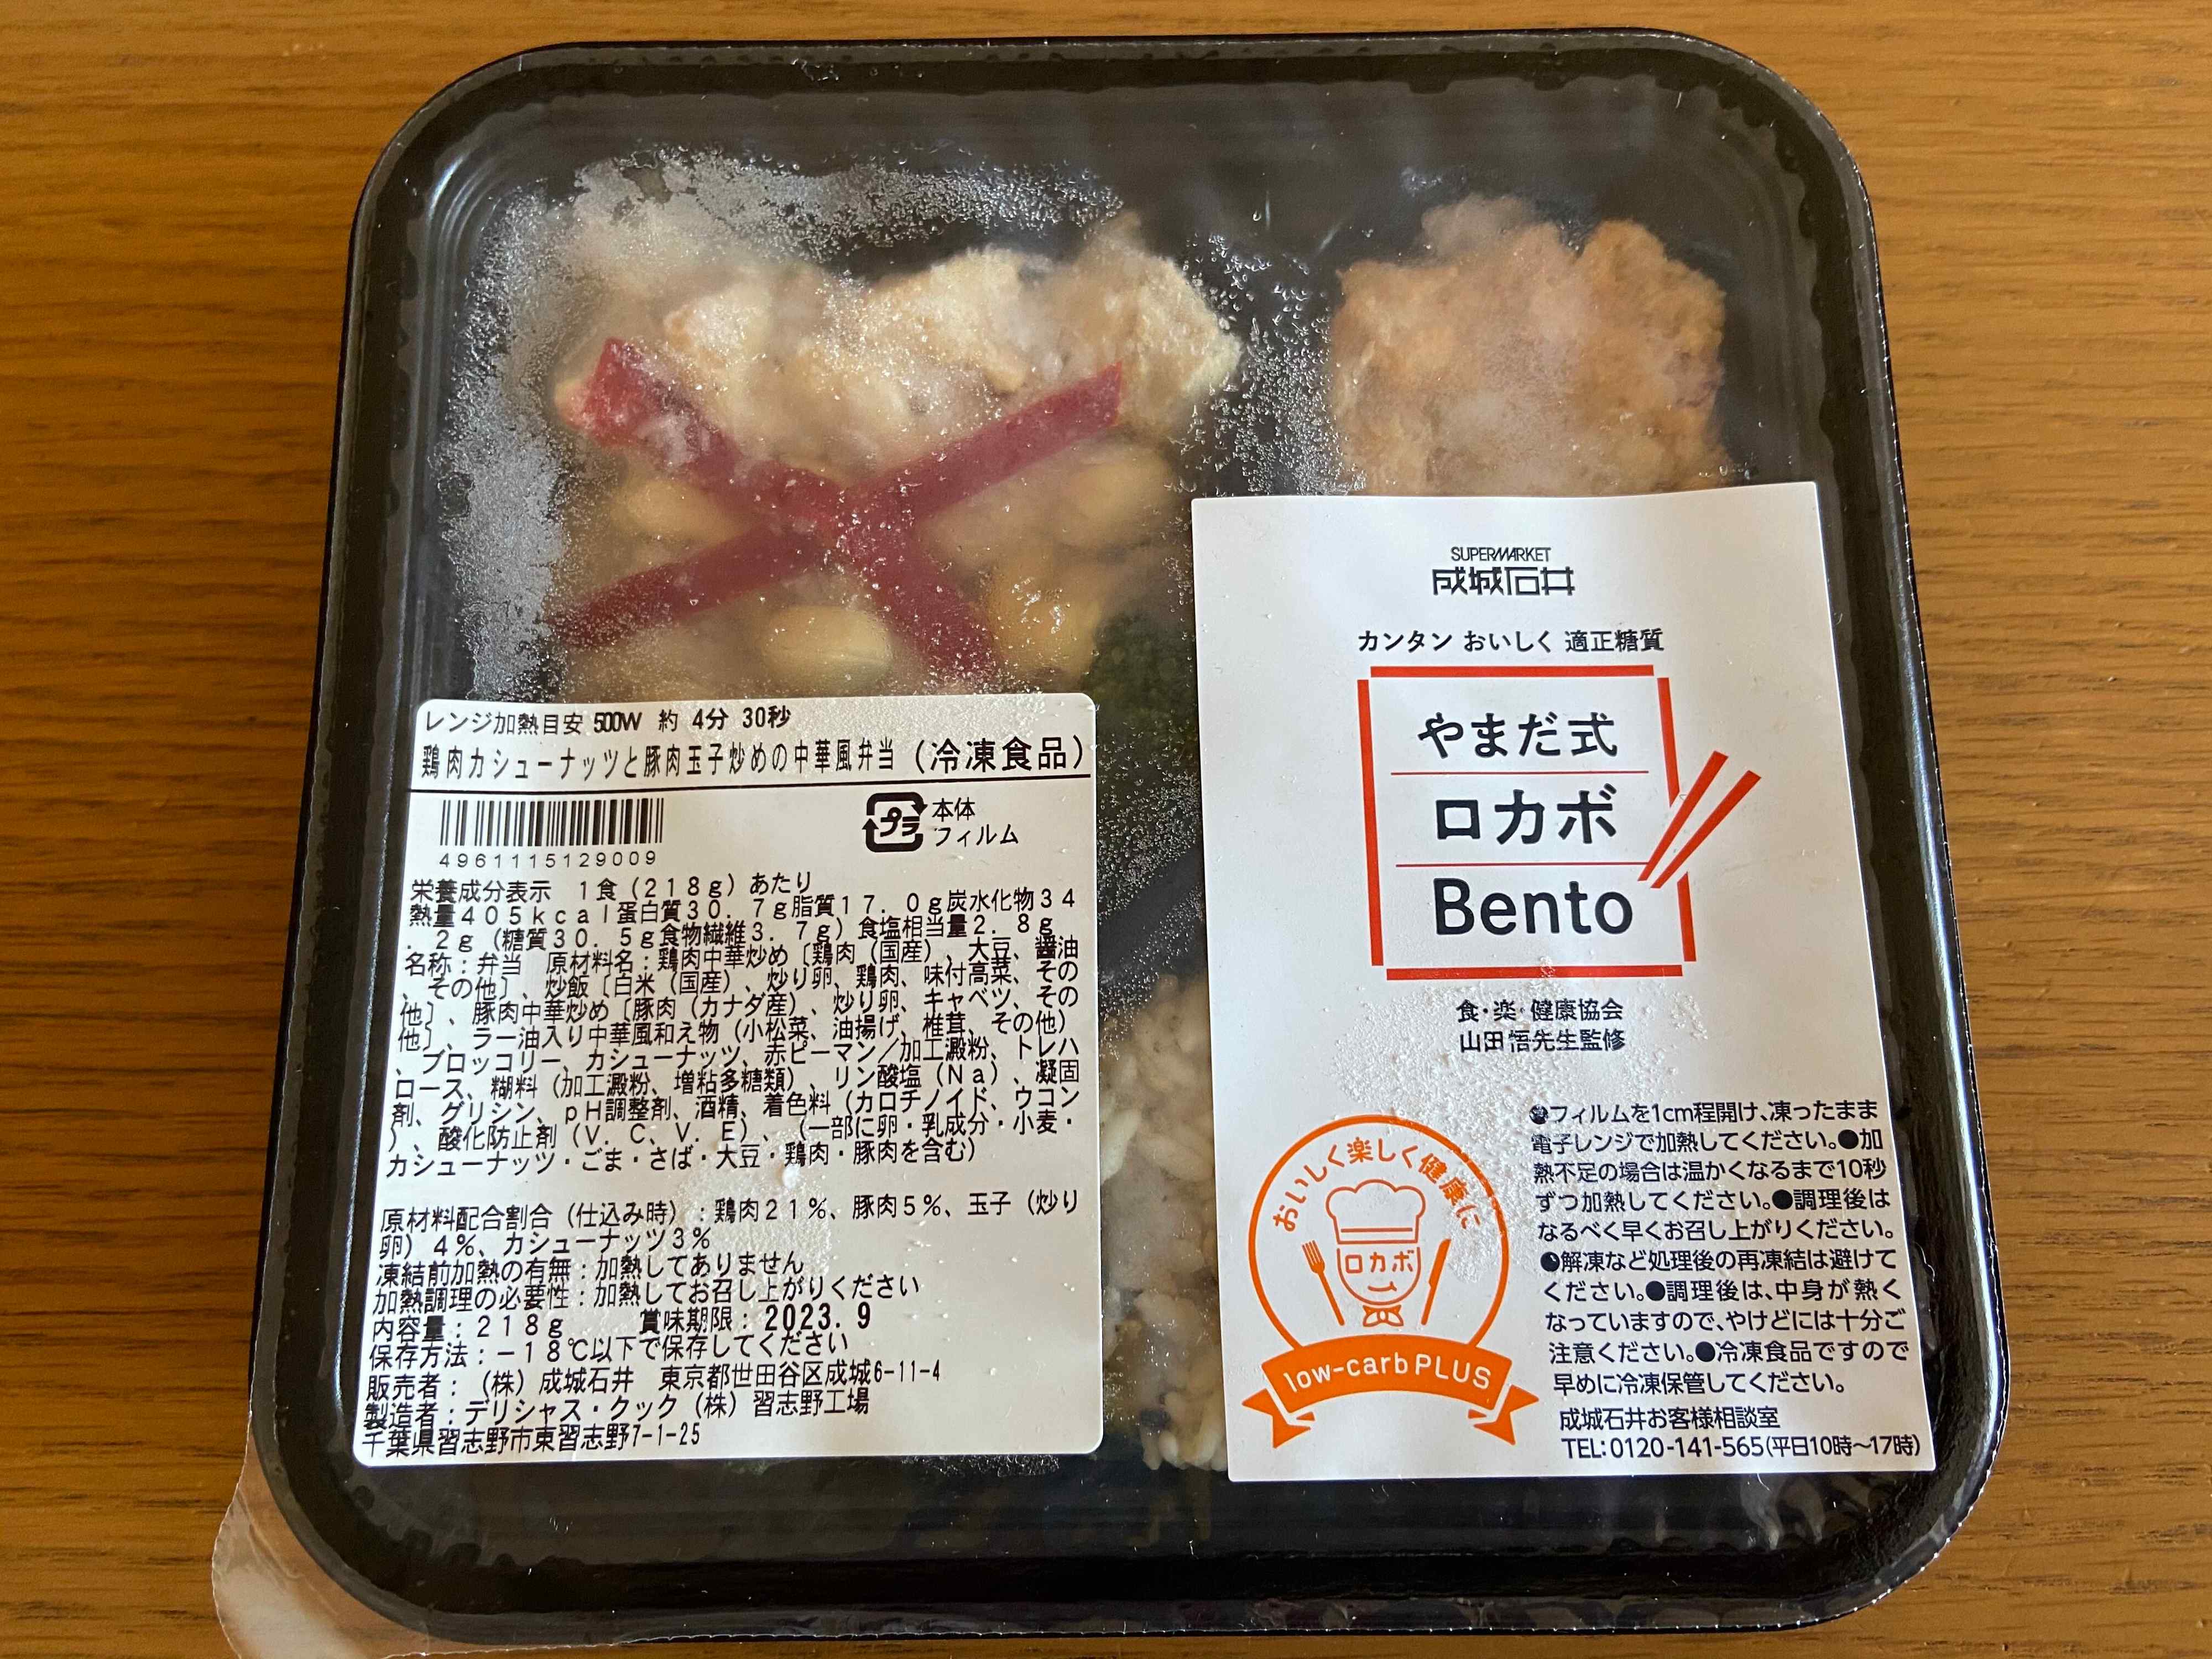 レンジ加熱目安 500W 約 4分 30秒
鶏肉カシューナッツと豚肉玉子炒めの中華風弁当(冷凍食品)
プラ
本体
フィルム
4961115129009
栄養成分表示 1食(218g)あたり
熱量405kcal蛋白質30.7g脂質17.0g炭水化物34
.2g(糖質30.5g食物繊維3.7g)食塩相当量2.8g
名称:弁当 原材料名:鶏肉中華炒め〔鶏肉(国産)、大豆、醤油
、その他〕、炒飯〔白米(国産)、炒り卵、鶏肉、味付高菜、その
他〕、豚肉中華炒め〔豚肉(カナダ産)、炒り卵、キャベツ、その
他〕、ラー油入り中華風和え物(小松菜、油揚げ、椎茸、その他)
、ブロッコリー、カシューナッツ、赤ピーマン/加工澱粉、トレハ
ロース、糊料(加工澱粉、増粘多糖類)、リン酸塩(Na)、凝固
剤、グリシン、pH調整剤、酒精、着色料(カロチノイド、ウコン
)、酸化防止剤(V.C、V.E)、(一部に卵・乳成分・小麦・
カシューナッツ・ごま・さば・大豆・鶏肉・豚肉を含む)
原材料配合割合(仕込み時):鶏肉21%、豚肉5%、玉子(炒り
卵)4%、カシューナッツ3%
凍結前加熱の有無:加熱してありません
加熱調理の必要性:加熱してお召し上がりください
内容量:218g 賞味期限:2023.9
保存方法:-18℃以下で保存してください
販売者:(株)成城石井 東京都世田谷区成城6-11-4
製造者:デリシャス・クック(株)習志野工場
千葉県習志野市東習志野7-1-25
SUPERMARKET
成城石井
カンタン おいしく 適正糖質
やまだ式
ロカボ
Bento
食・楽・健康協会
山田悟先生監修
●フィルムを1cm程開け、凍ったまま
電子レンジで加熱してください。●加
熱不足の場合は温かくなるまで10秒
ずつ加熱してください。●調理後は
なるべく早くお召し上がりください。
●解凍など処理後の再凍結は避けて
ください。●調理後は、中身が熱く
なっていますので、やけどには十分ご
注意ください。●冷凍食品ですので
早めに冷凍保管してください。
成城石井お客様相談室
TEL:0120-141-565(平日10時〜17時)
おいしく楽しく健康に
ロカボ
low-carb PLUS